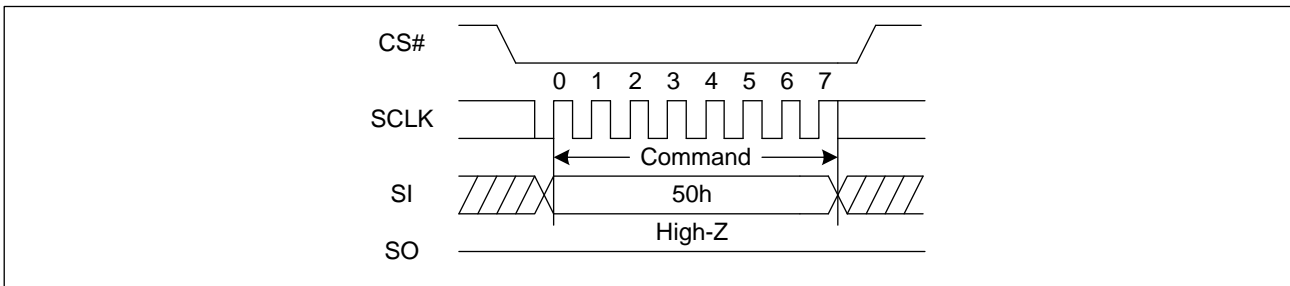 CS#
0 1 2 3 4 5 6 7
SCLK
Command
SI
50h
High-Z
SO